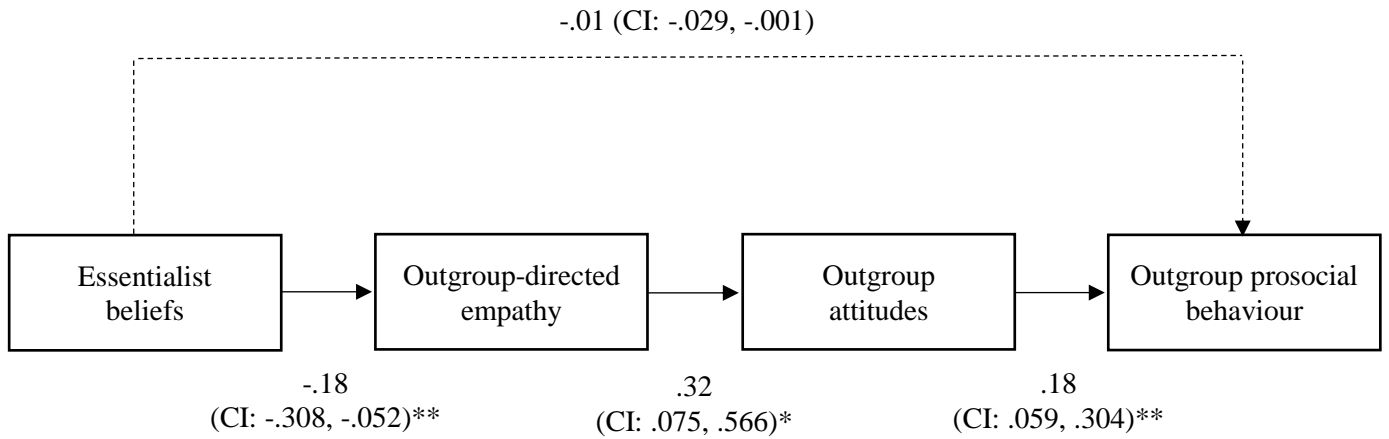 -.01 (CI: -.029, -.001)
Essentialist
beliefs
Outgroup-directed
empathy
Outgroup
attitudes
Outgroup prosocial
behaviour
-.18
(CI: -.308, -.052)**
.32
(CI: .075, .566)*
.18
(CI: .059, .304)**